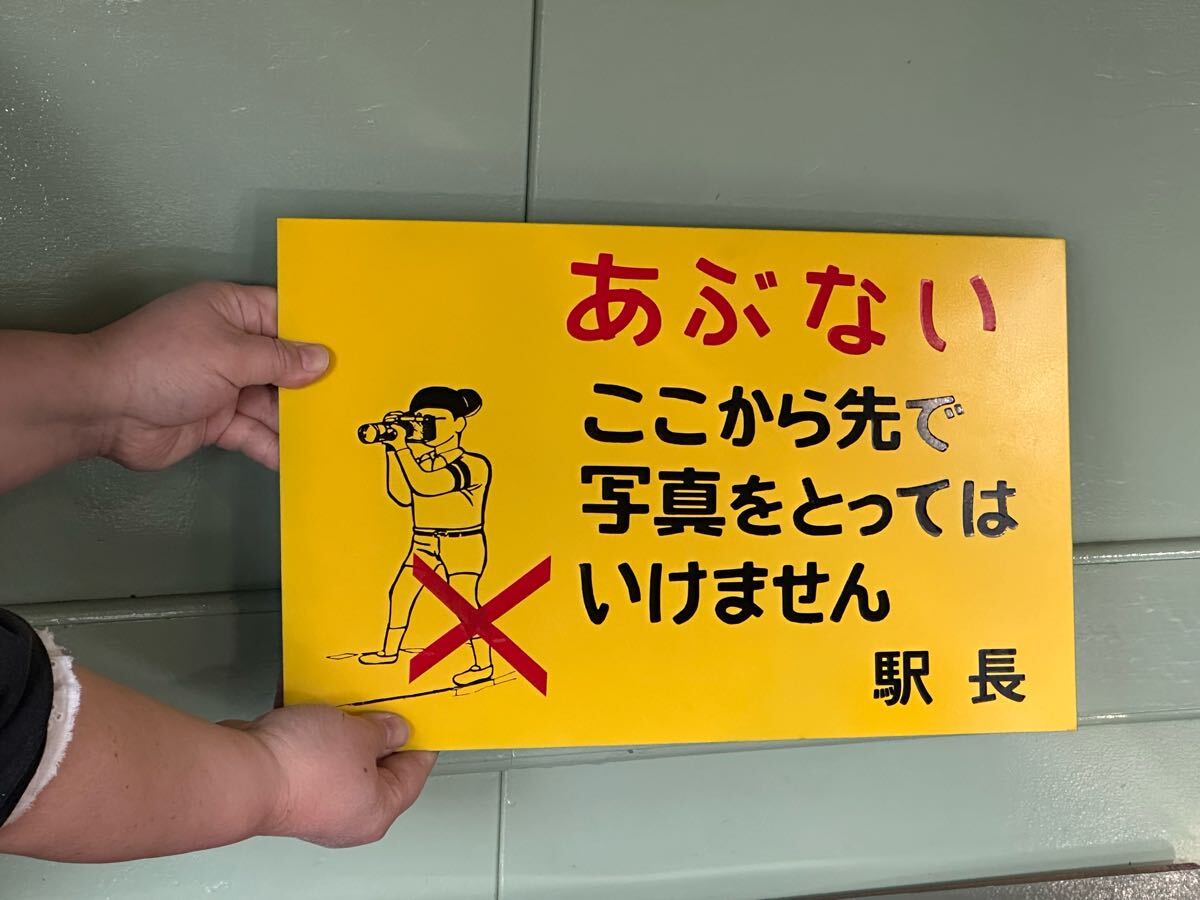 あぶない
ここから先で
写真をとっては
いけません
駅長